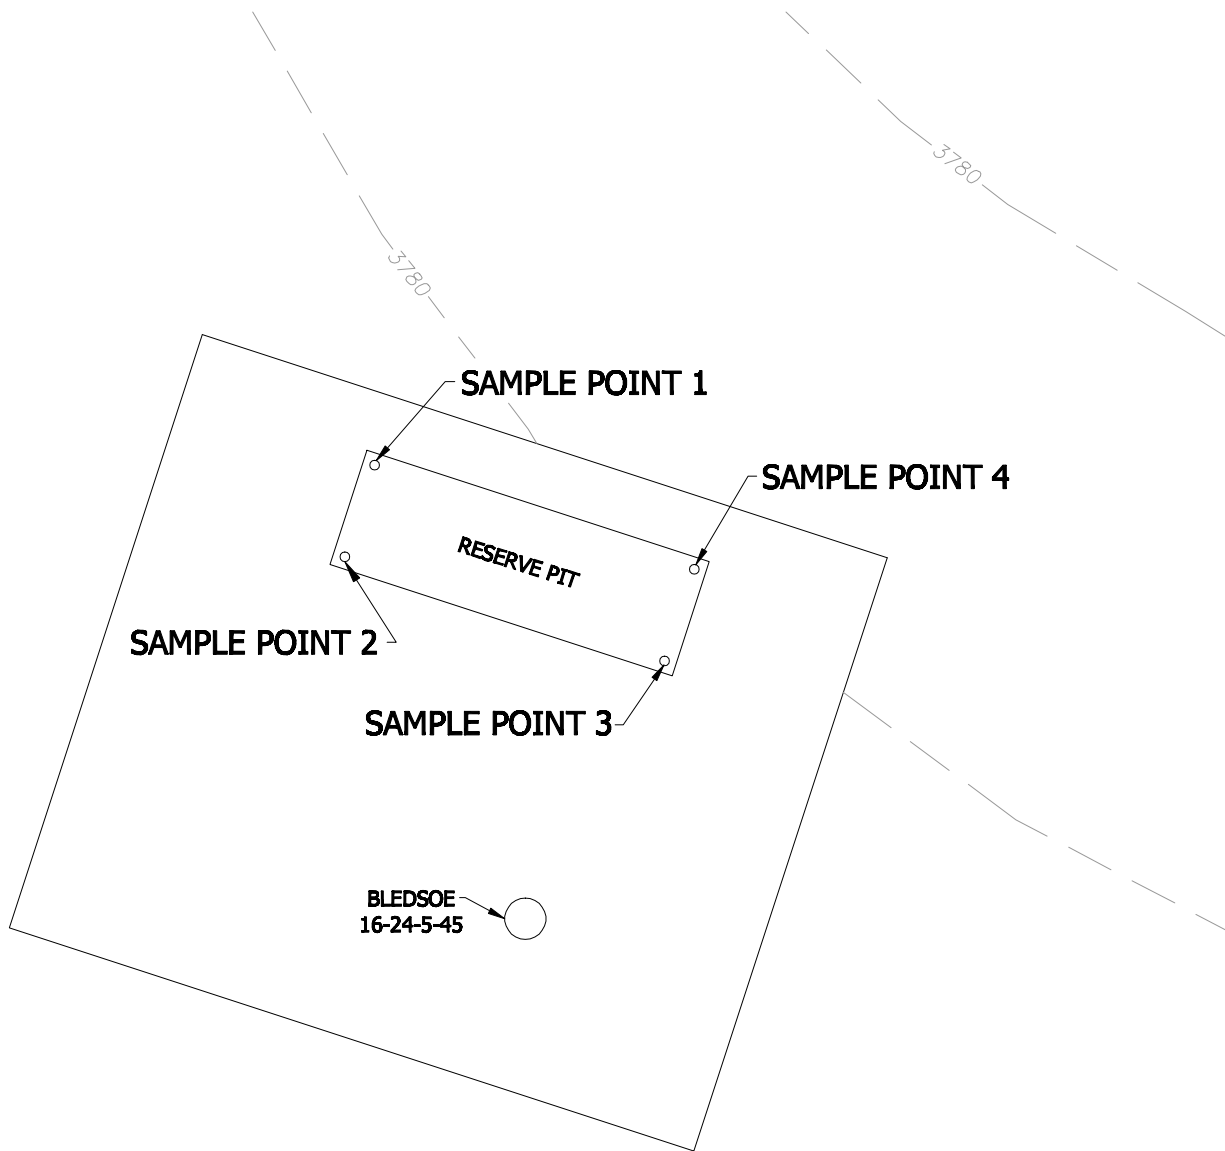 3780
3780
SAMPLE POINT 1
SAMPLE POINT 4
RESERVE PIT
SAMPLE POINT 2
SAMPLE POINT 3
BLEDSOE
16-24-5-45